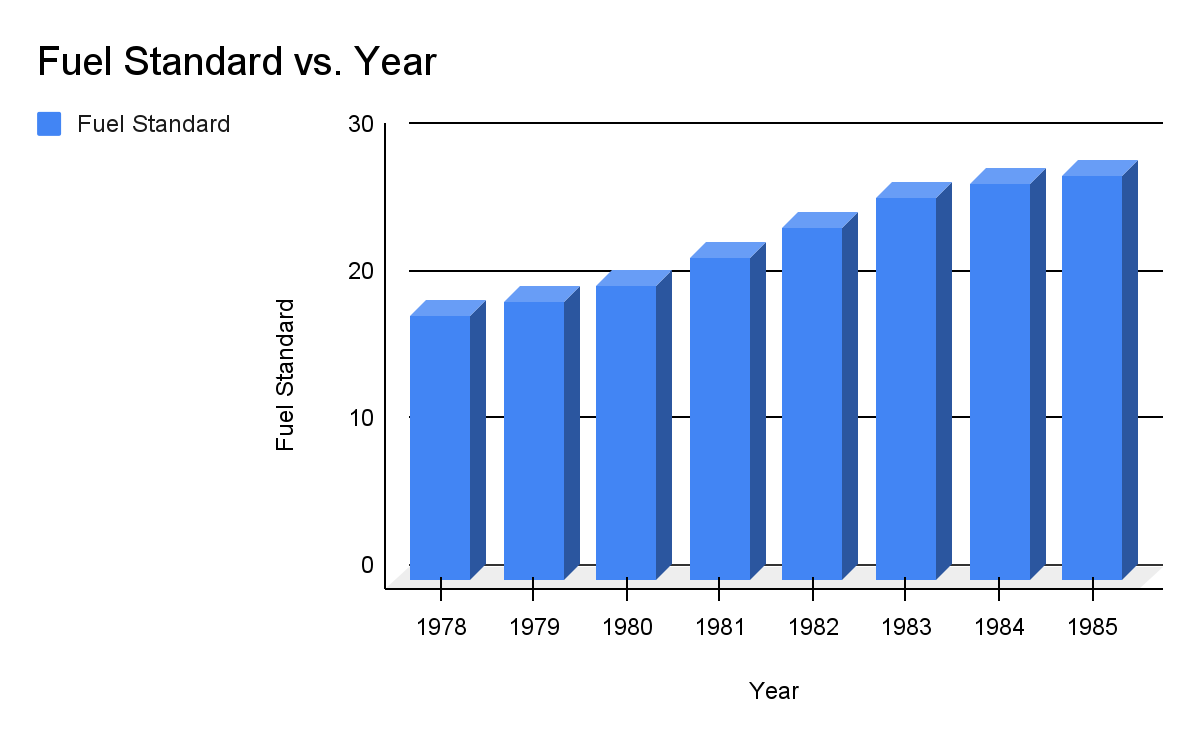 Fuel Standard vs. Year
Fuel Standard
30
20
10
0
Fuel Standard
1978 1979 1980 1981 1982 1983 1984 1985
Year